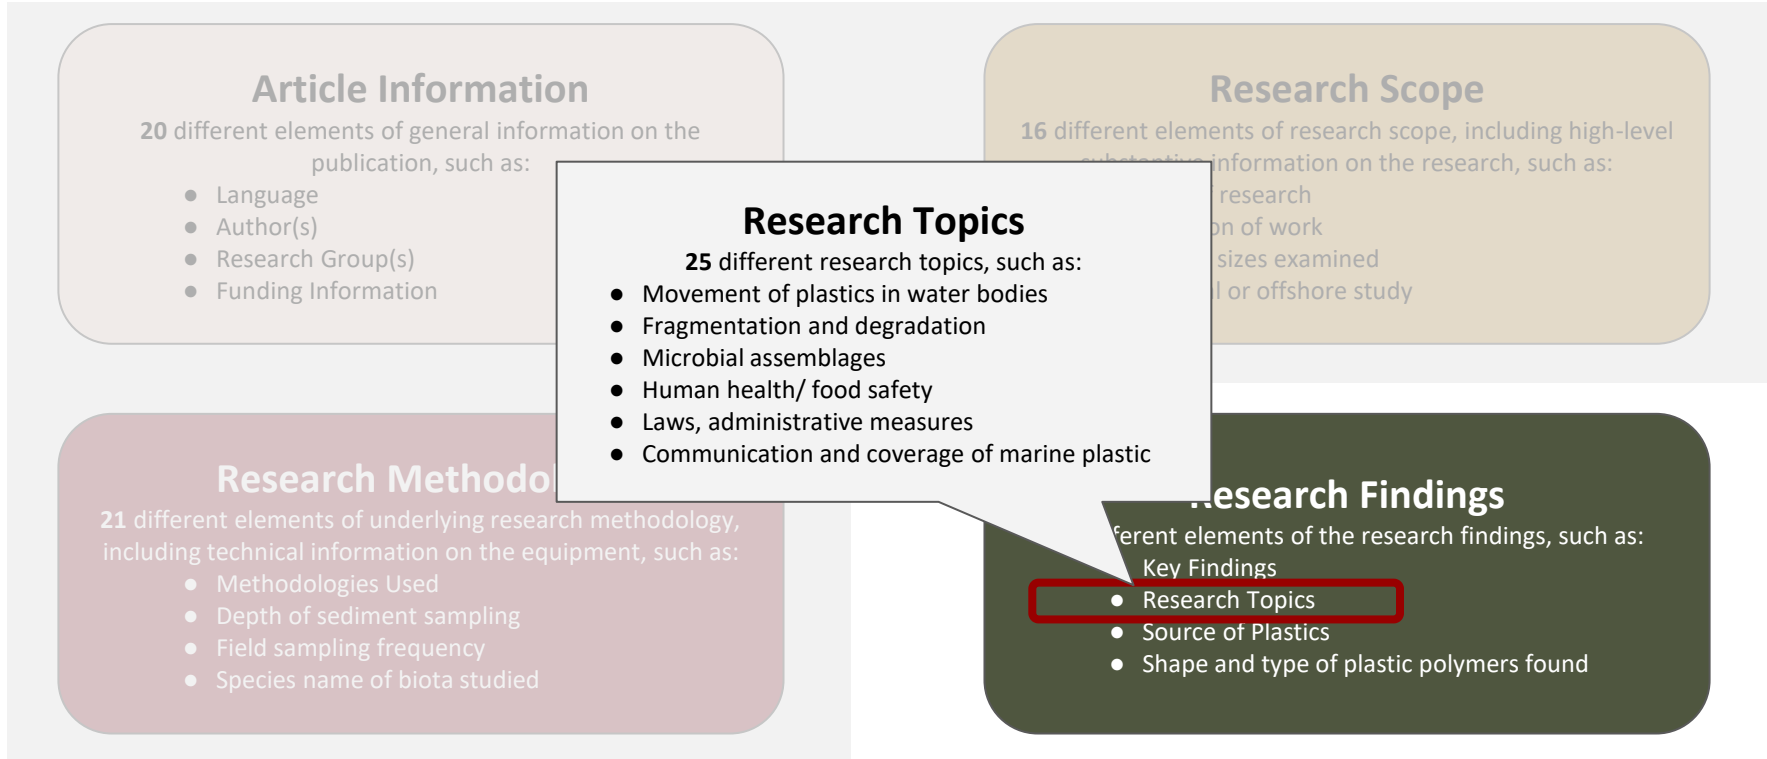 Article Information
20 different elements of general information on the
publication, such as:
● Language
● Author(s)
● Research Group(s)
● Funding Information
Research Scope
16 different elements of research scope, including high-level
substantive information on the research, such as:
research
of work
sizes examined
or offshore study
Research Topics
25 different research topics, such as:
● Movement of plastics in water bodies
● Fragmentation and degradation
● Microbial assemblages
● Human health/ food safety
● Laws, administrative measures
● Communication and coverage of marine plastic
Research
21 different elements of underlying research methodology,
including technical information on the equipment, such as:
● Methodologies Used
● Depth of sediment sampling
● Field sampling frequency
● Species name of biota studied
Research Findings
elements of the research findings, such as:
Key Findings
● Research Topics
● Source of Plastics
● Shape and type of plastic polymers found